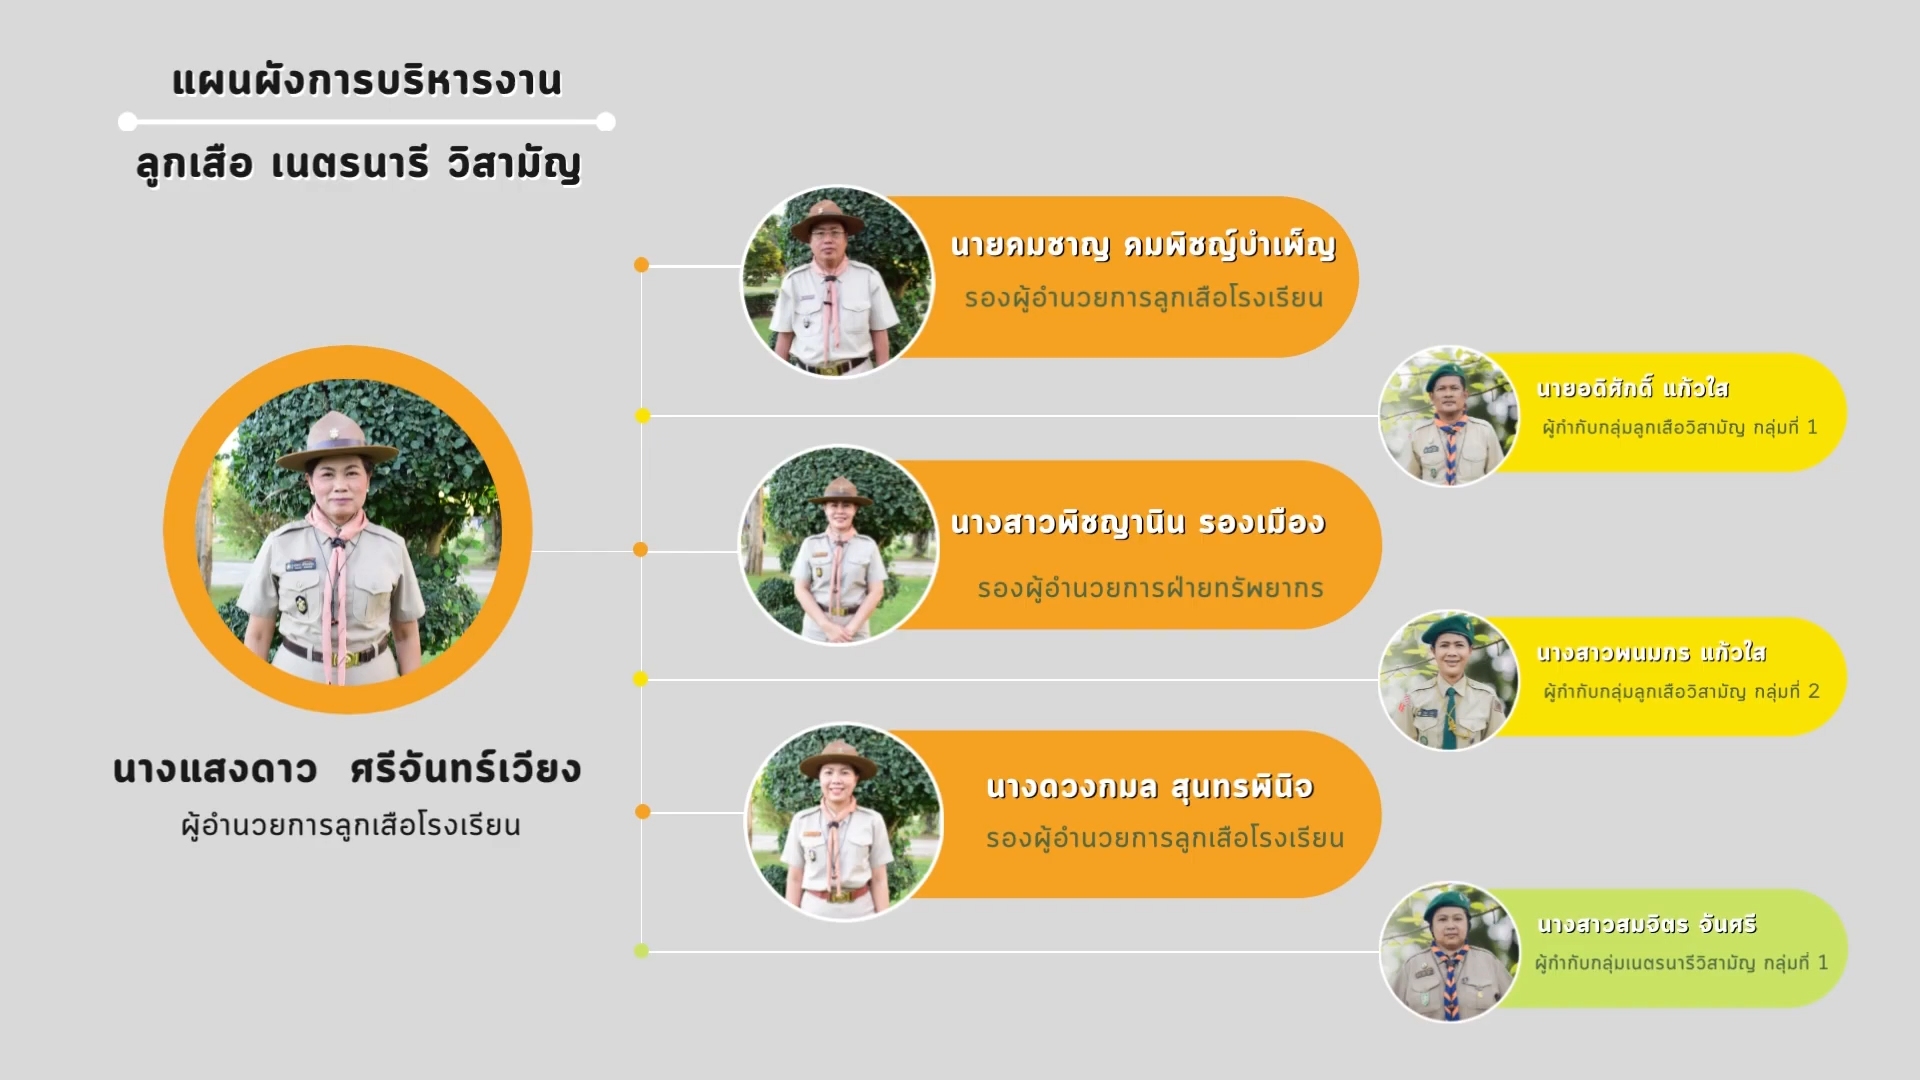 แผนผังการบริหารงาน
ลูกเสือ เนตรนารี วิสามัญ
นายคมชาญ คมพิชญ์บำเพ็ญ
รองผู้อำนวยการลูกเสือโรงเรียน
นายอดิศักดิ์ แก้วใส
ผู้กำกับกลุ่มลูกเสือวิสามัญ กลุ่มที่ 1
นางสาวพิชญานิน รองเมือง
รองผู้อำนวยการฝ่ายทรัพยากร
นางสาวพนมกร แก้วใส
ผู้กำกับกลุ่มลูกเสือวิสามัญ กลุ่มที่ 2
นางแสงดาว ศรีจันทร์เวียง
ผู้อำนวยการลูกเสือโรงเรียน
นางดวงกมล สุนทรพินิจ
รองผู้อำนวยการลูกเสือโรงเรียน
นางสาวสมจิตร จันศรี
ผู้กำกับกลุ่มเนตรนารีวิสามัญ กลุ่มที่ 1